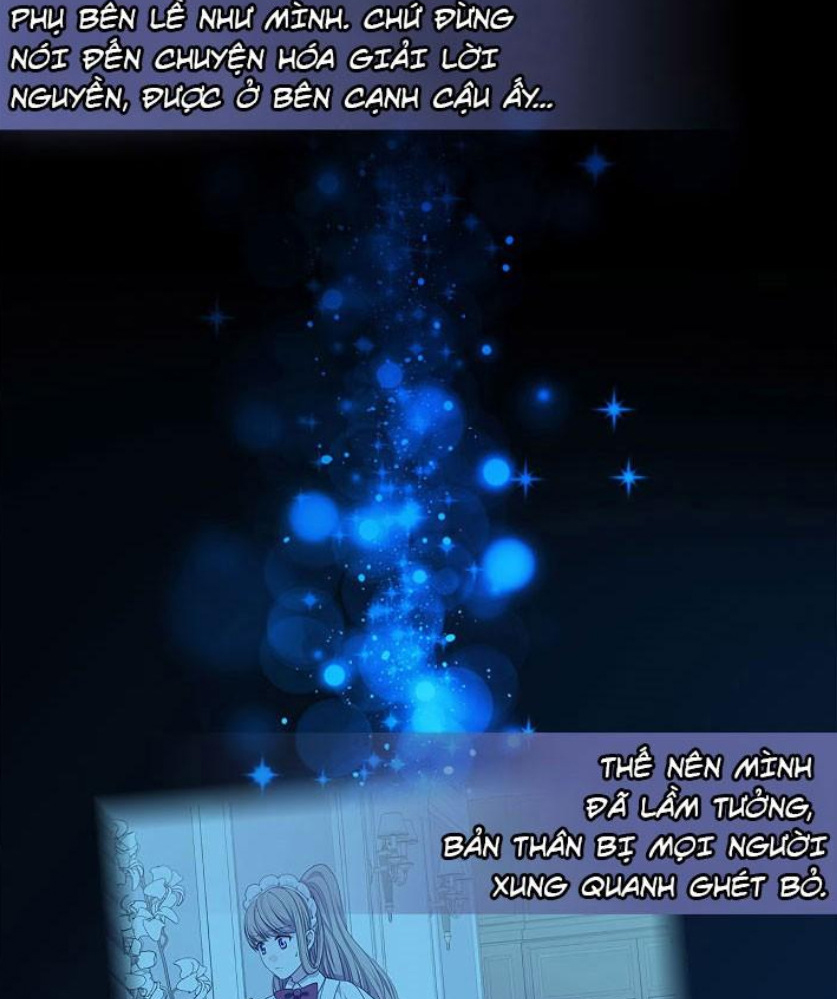 PHỤ BÊN LỀ NHƯ MÌNH. CHỨ ĐỪNG
NÓI ĐẾN CHUYỆN HÓA GIẢI LỜI
NGUYỀN, ĐƯỢC Ở BÊN CẠNH CẬU ẤY...
THẾ NÊN MÌNH
ĐÃ LẦM TƯỞNG,
BẢN THÂN BỊ MỌI NGƯỜI
XUNG QUANH GHÉT BỎ.